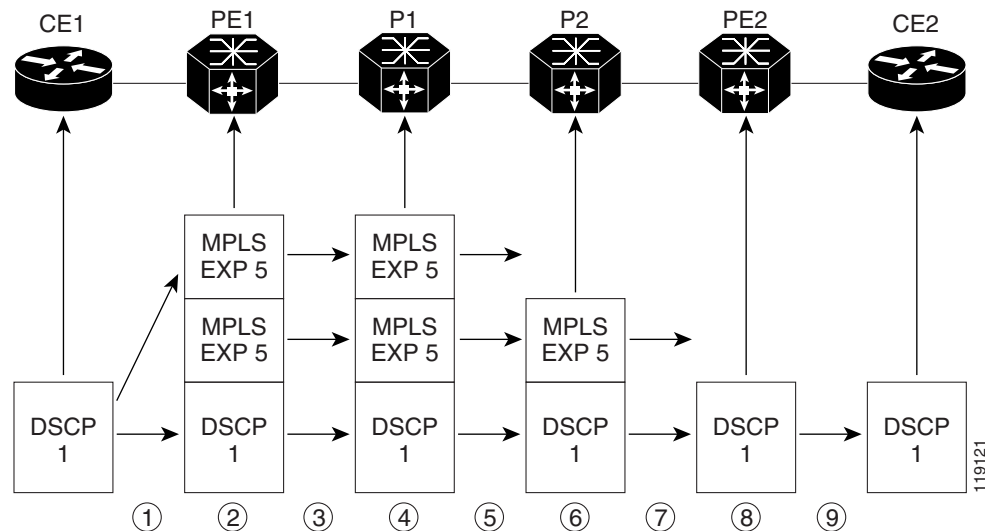 CE1 PE1 P1 P2 PE2 CE2
MPLS EXP 5
MPLS EXP 5
MPLS EXP 5
MPLS EXP 5
MPLS EXP 5
DSCP 1
DSCP 1
DSCP 1
DSCP 1
DSCP 1
DSCP 1
119121
① ② ③ ④ ⑤ ⑥ ⑦ ⑧ ⑨